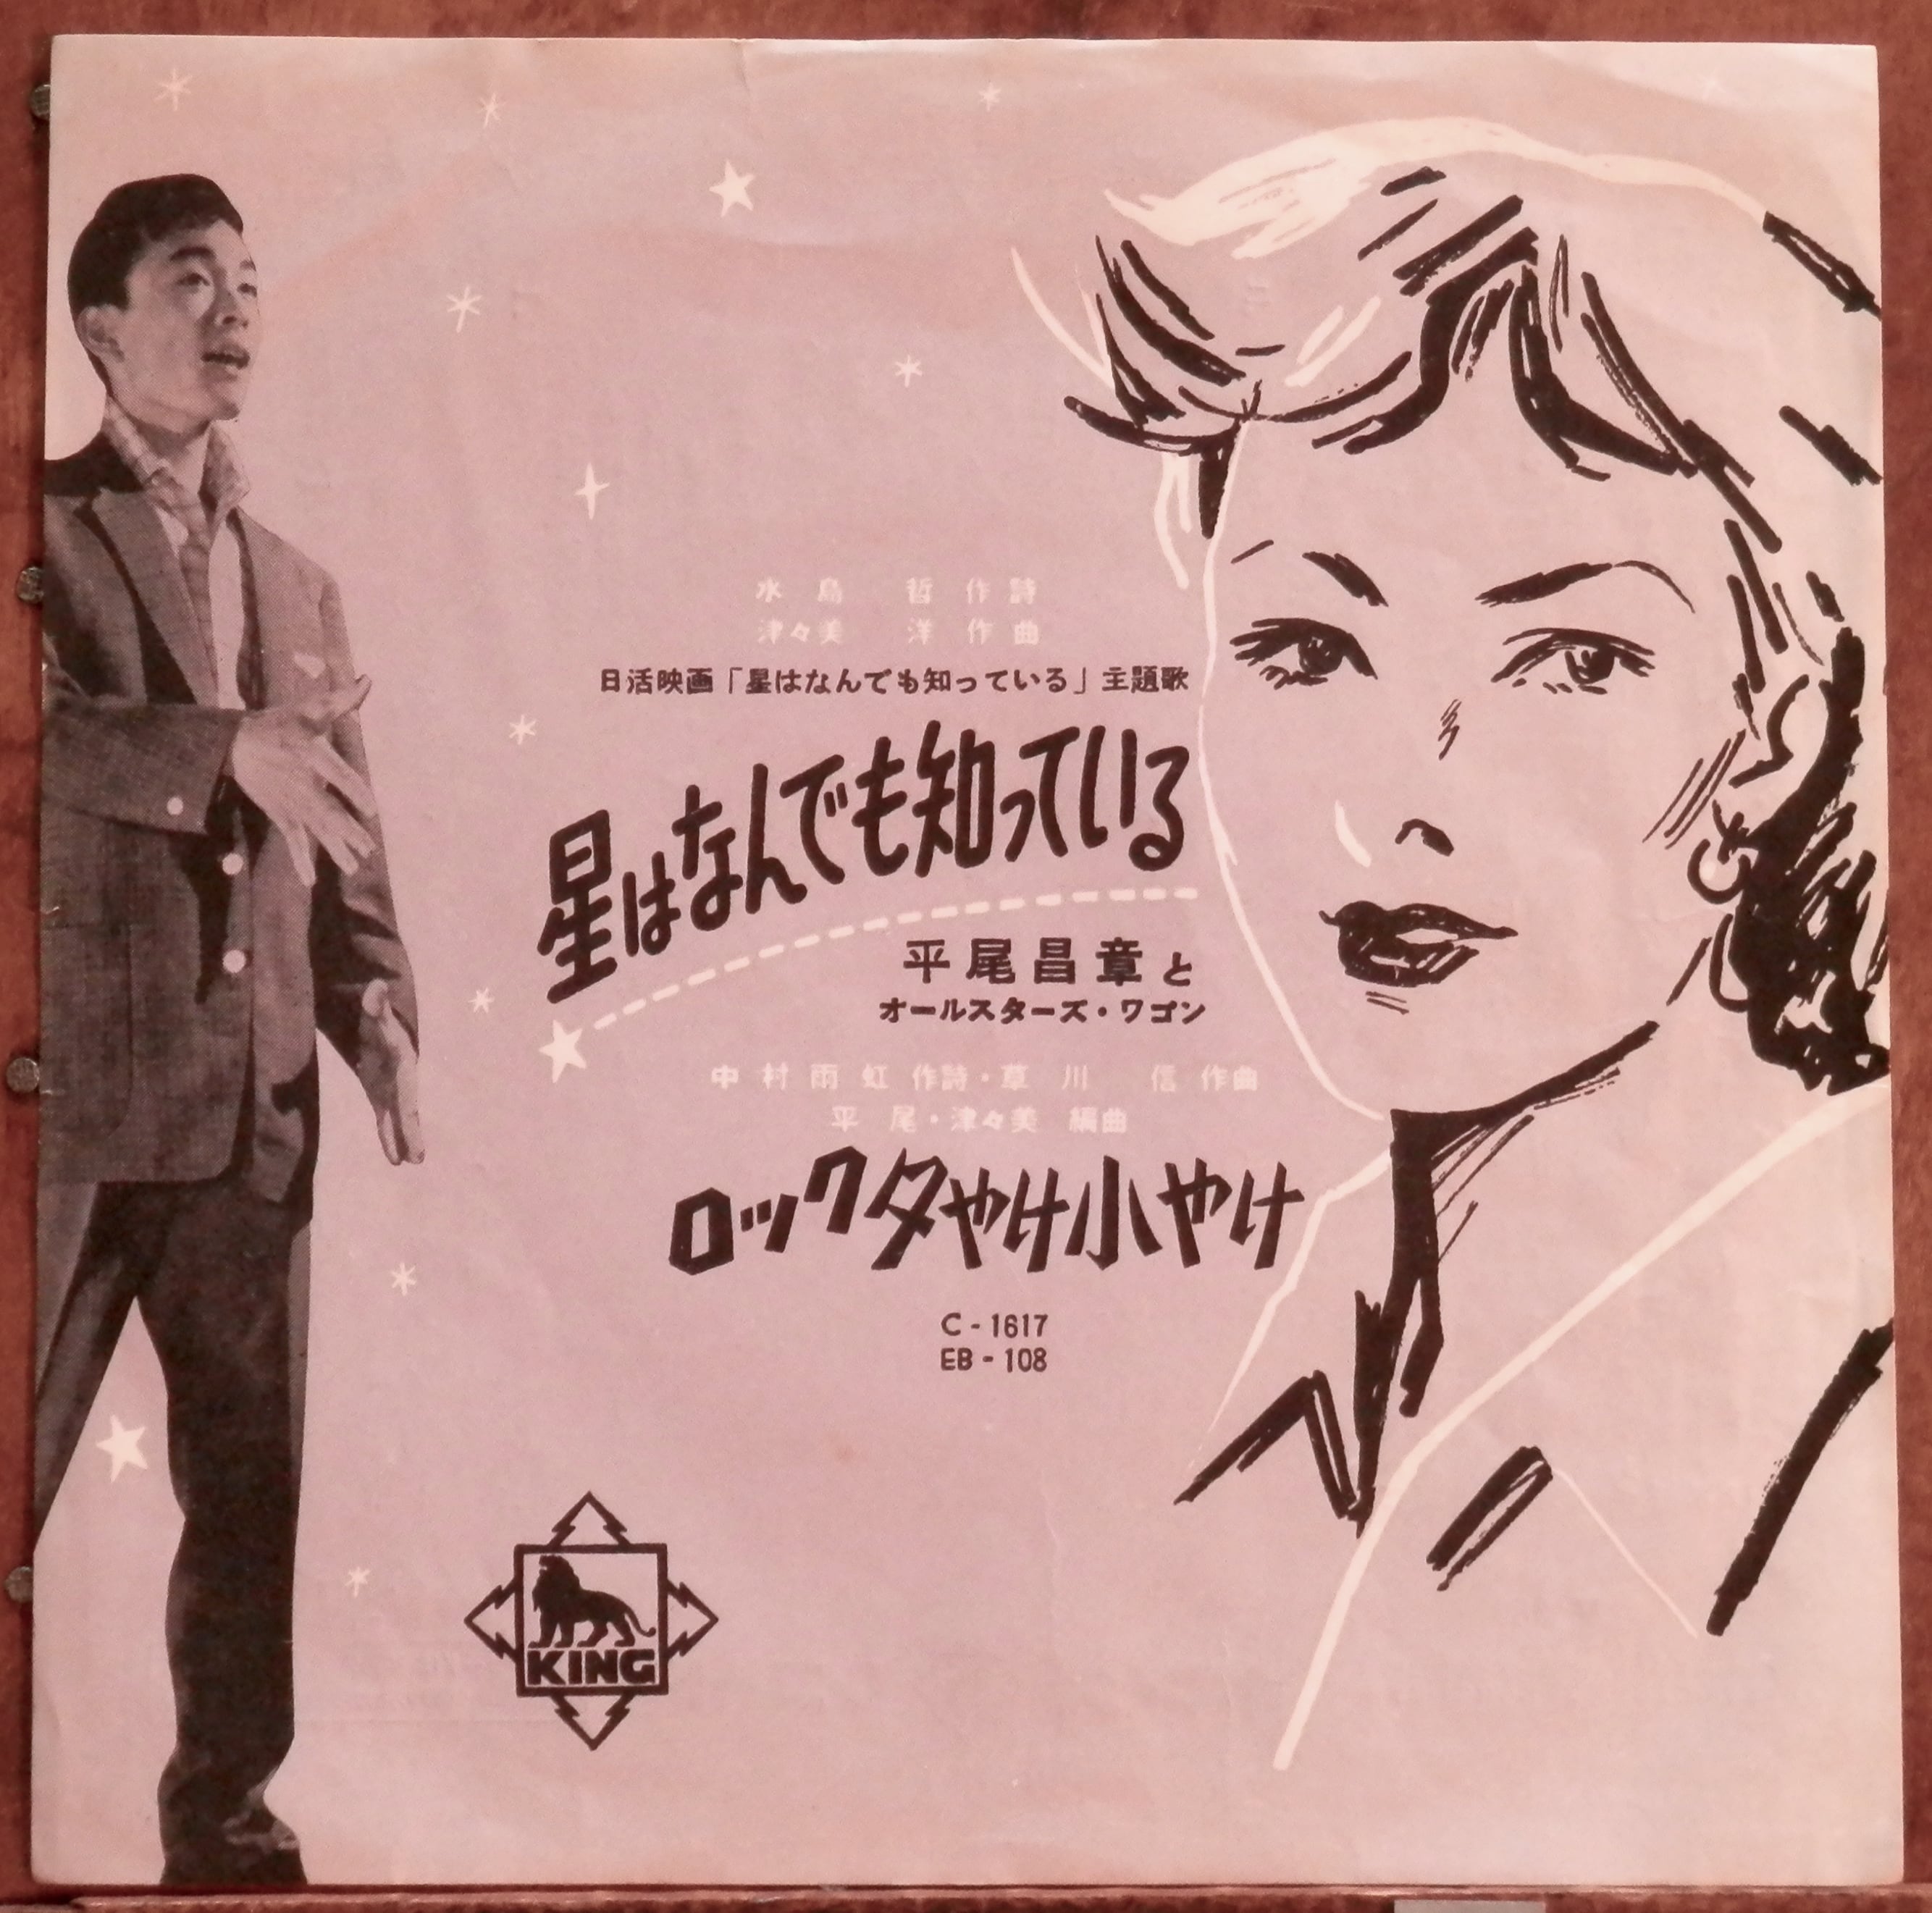 水島 哲 作詩
津々美 洋 作曲
日活映画「星はなんでも知っている」主題歌
星はなんでも知っている
平尾昌章と
オールスターズ・ワゴン
中村雨虹 作詩・草川 信 作曲
平尾・津々美 編曲
ロック夕やけ小やけ
C - 1617
EB - 108
KING